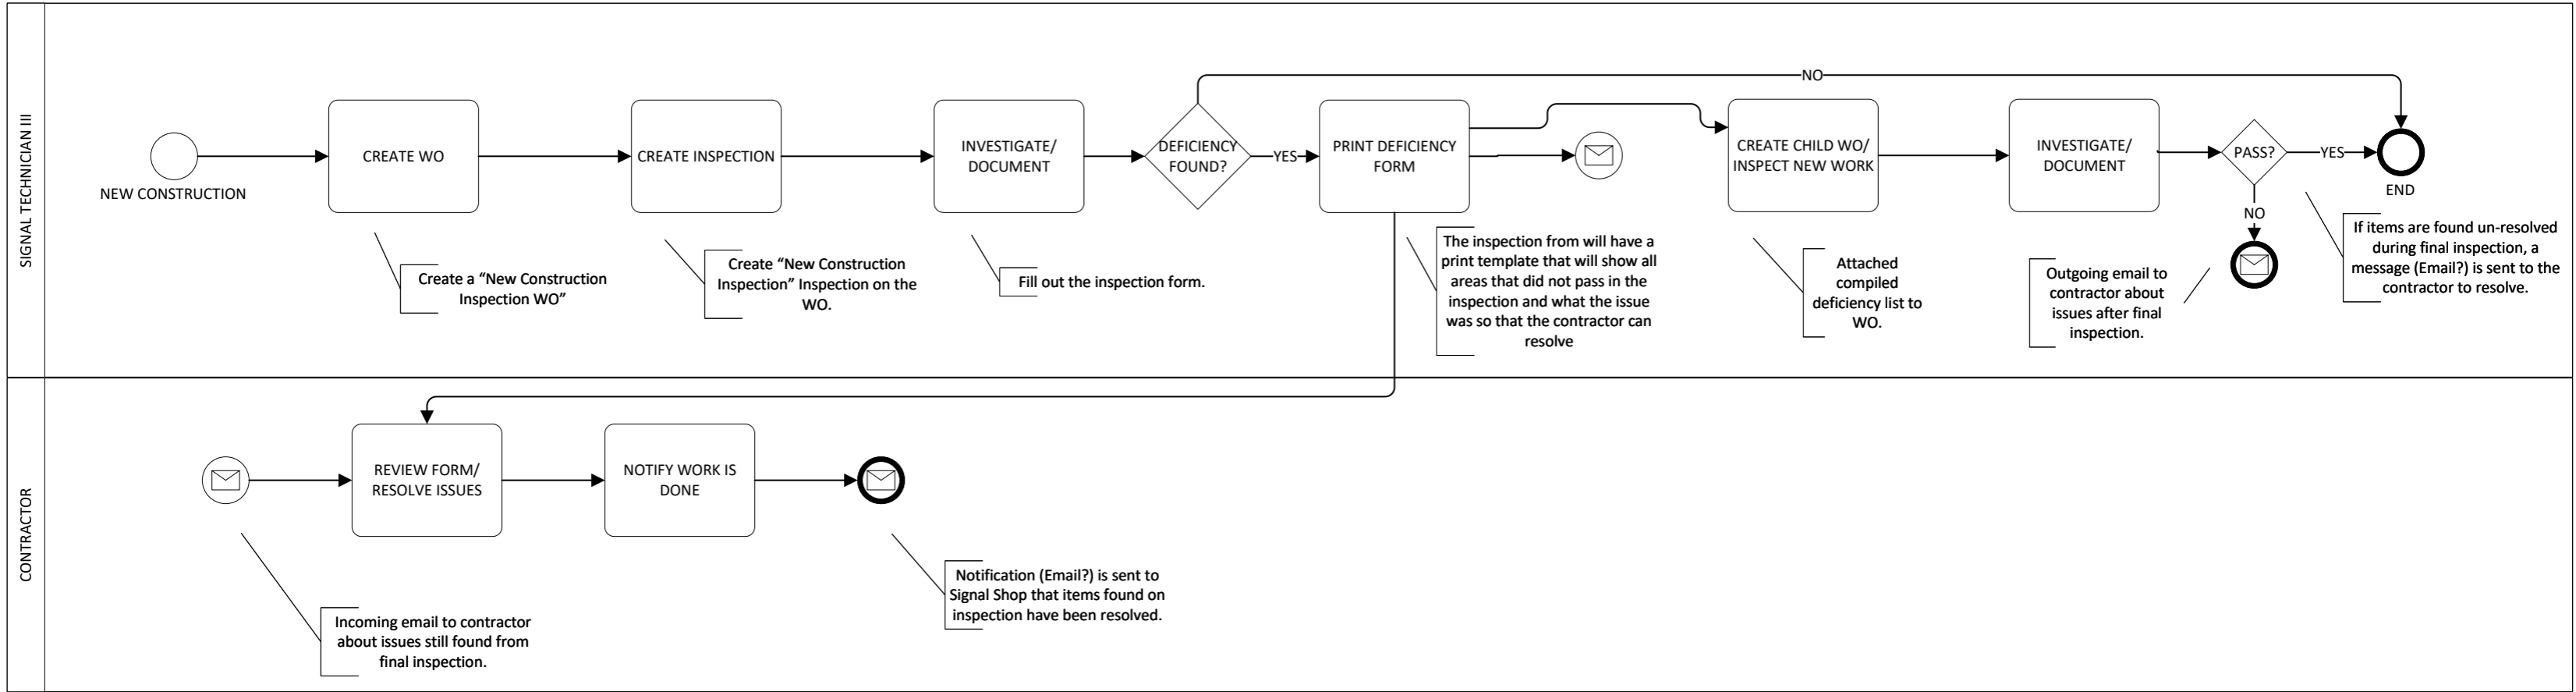 SIGNAL TECHNICIAN III
NEW CONSTRUCTION
CREATE WO
Create a “New Construction
Inspection WO”
CREATE INSPECTION
Create “New Construction
Inspection” Inspection on the
WO.
INVESTIGATE/
DOCUMENT
Fill out the inspection form.
DEFICIENCY
FOUND?
NO
YES
PRINT DEFICIENCY
FORM
The inspection from will have a
print template that will show all
areas that did not pass in the
inspection and what the issue
was so that the contractor can
resolve
CREATE CHILD WO/
INSPECT NEW WORK
Attached
compiled
deficiency list to
WO.
INVESTIGATE/
DOCUMENT
PASS?
YES
END
NO
Outgoing email to
contractor about
issues after final
inspection.
If items are found un-resolved
during final inspection, a
message (Email?) is sent to the
contractor to resolve.
CONTRACTOR
Incoming email to contractor
about issues still found from
final inspection.
REVIEW FORM/
RESOLVE ISSUES
NOTIFY WORK IS
DONE
Notification (Email?) is sent to
Signal Shop that items found on
inspection have been resolved.